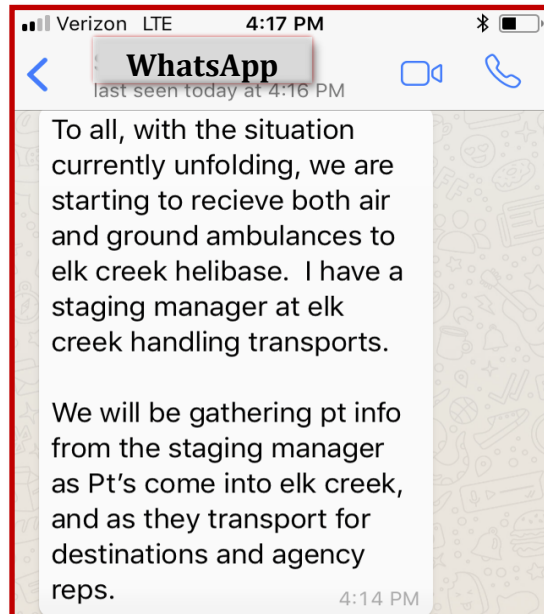 Verizon LTE 4:17 PM
WhatsApp
last seen today at 4:16 PM
To all, with the situation
currently unfolding, we are
starting to recieve both air
and ground ambulances to
elk creek helibase.  I have a
staging manager at elk
creek handling transports.
We will be gathering pt info
from the staging manager
as Pt's come into elk creek,
and as they transport for
destinations and agency
reps.
4:14 PM